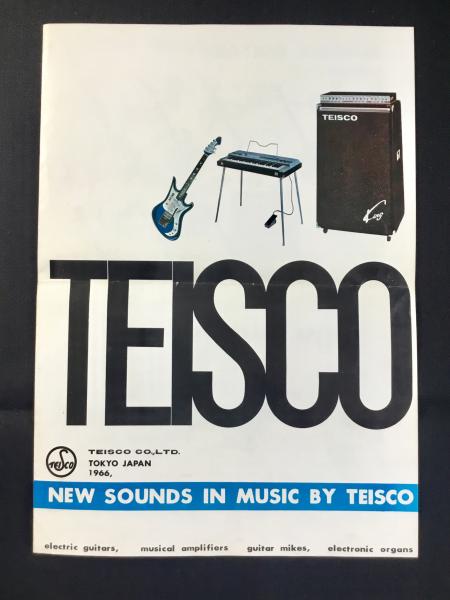 TEISCO
King
TEISCO
TEISCO
TEISCO CO.,LTD.
TOKYO JAPAN
1966,
NEW SOUNDS IN MUSIC BY TEISCO
electric guitars, musical amplifiers guitar mikes, electronic organs